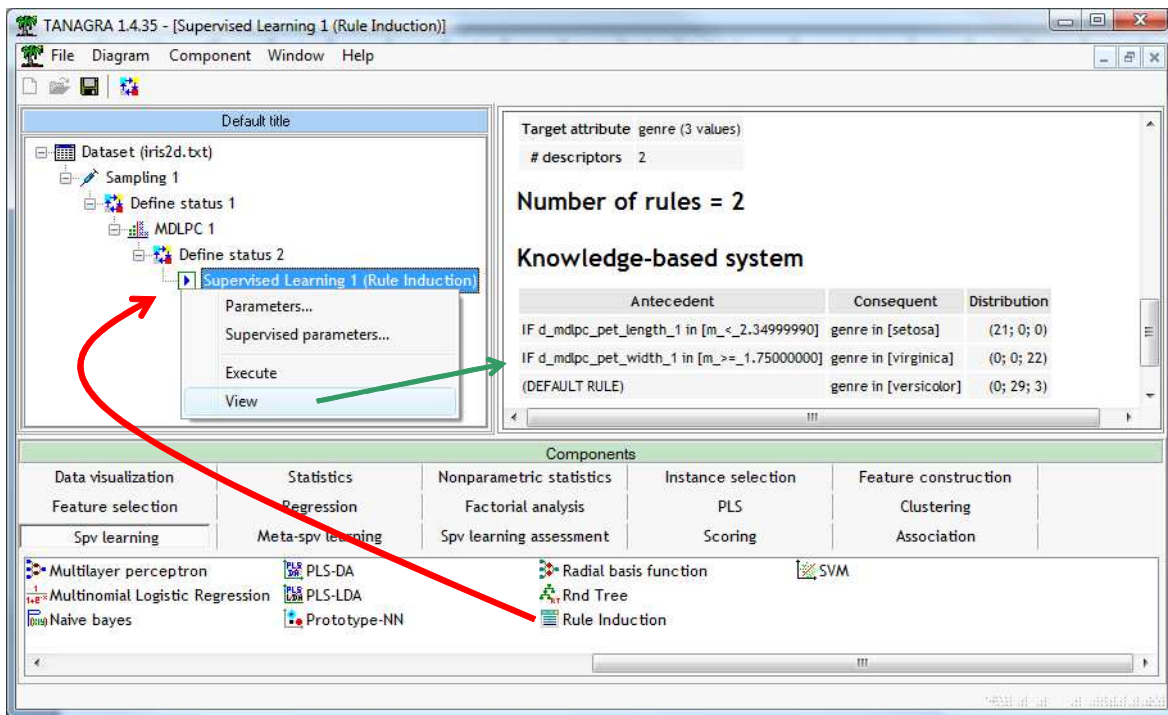 TANAGRA 1.4.35 - [Supervised Learning 1 (Rule Induction)]
File Diagram Component Window Help
Default title
Dataset (iris2d.txt)
Sampling 1
Define status 1
MDLPC 1
Define status 2
Supervised Learning 1 (Rule Induction)
Parameters...
Supervised parameters...
Execute
View
Target attribute genre (3 values)
# descriptors 2
Number of rules = 2
Knowledge-based system
Antecedent Consequent Distribution
IF d_mdlpc_pet_length_1 in [m_<_2.34999990] genre in [setosa] (21; 0; 0)
IF d_mdlpc_pet_width_1 in [m_>=_1.75000000] genre in [virginica] (0; 0; 22)
(DEFAULT RULE) genre in [versicolor] (0; 29; 3)
Components
Data visualization Statistics Nonparametric statistics Instance selection Feature construction
Feature selection Regression Factorial analysis PLS Clustering
Spv learning Meta-spv learning Spv learning assessment Scoring Association
Multilayer perceptron PLS-DA Radial basis function SVM
Multinomial Logistic Regression PLS-LDA Rnd Tree
Naive bayes Prototype-NN Rule Induction